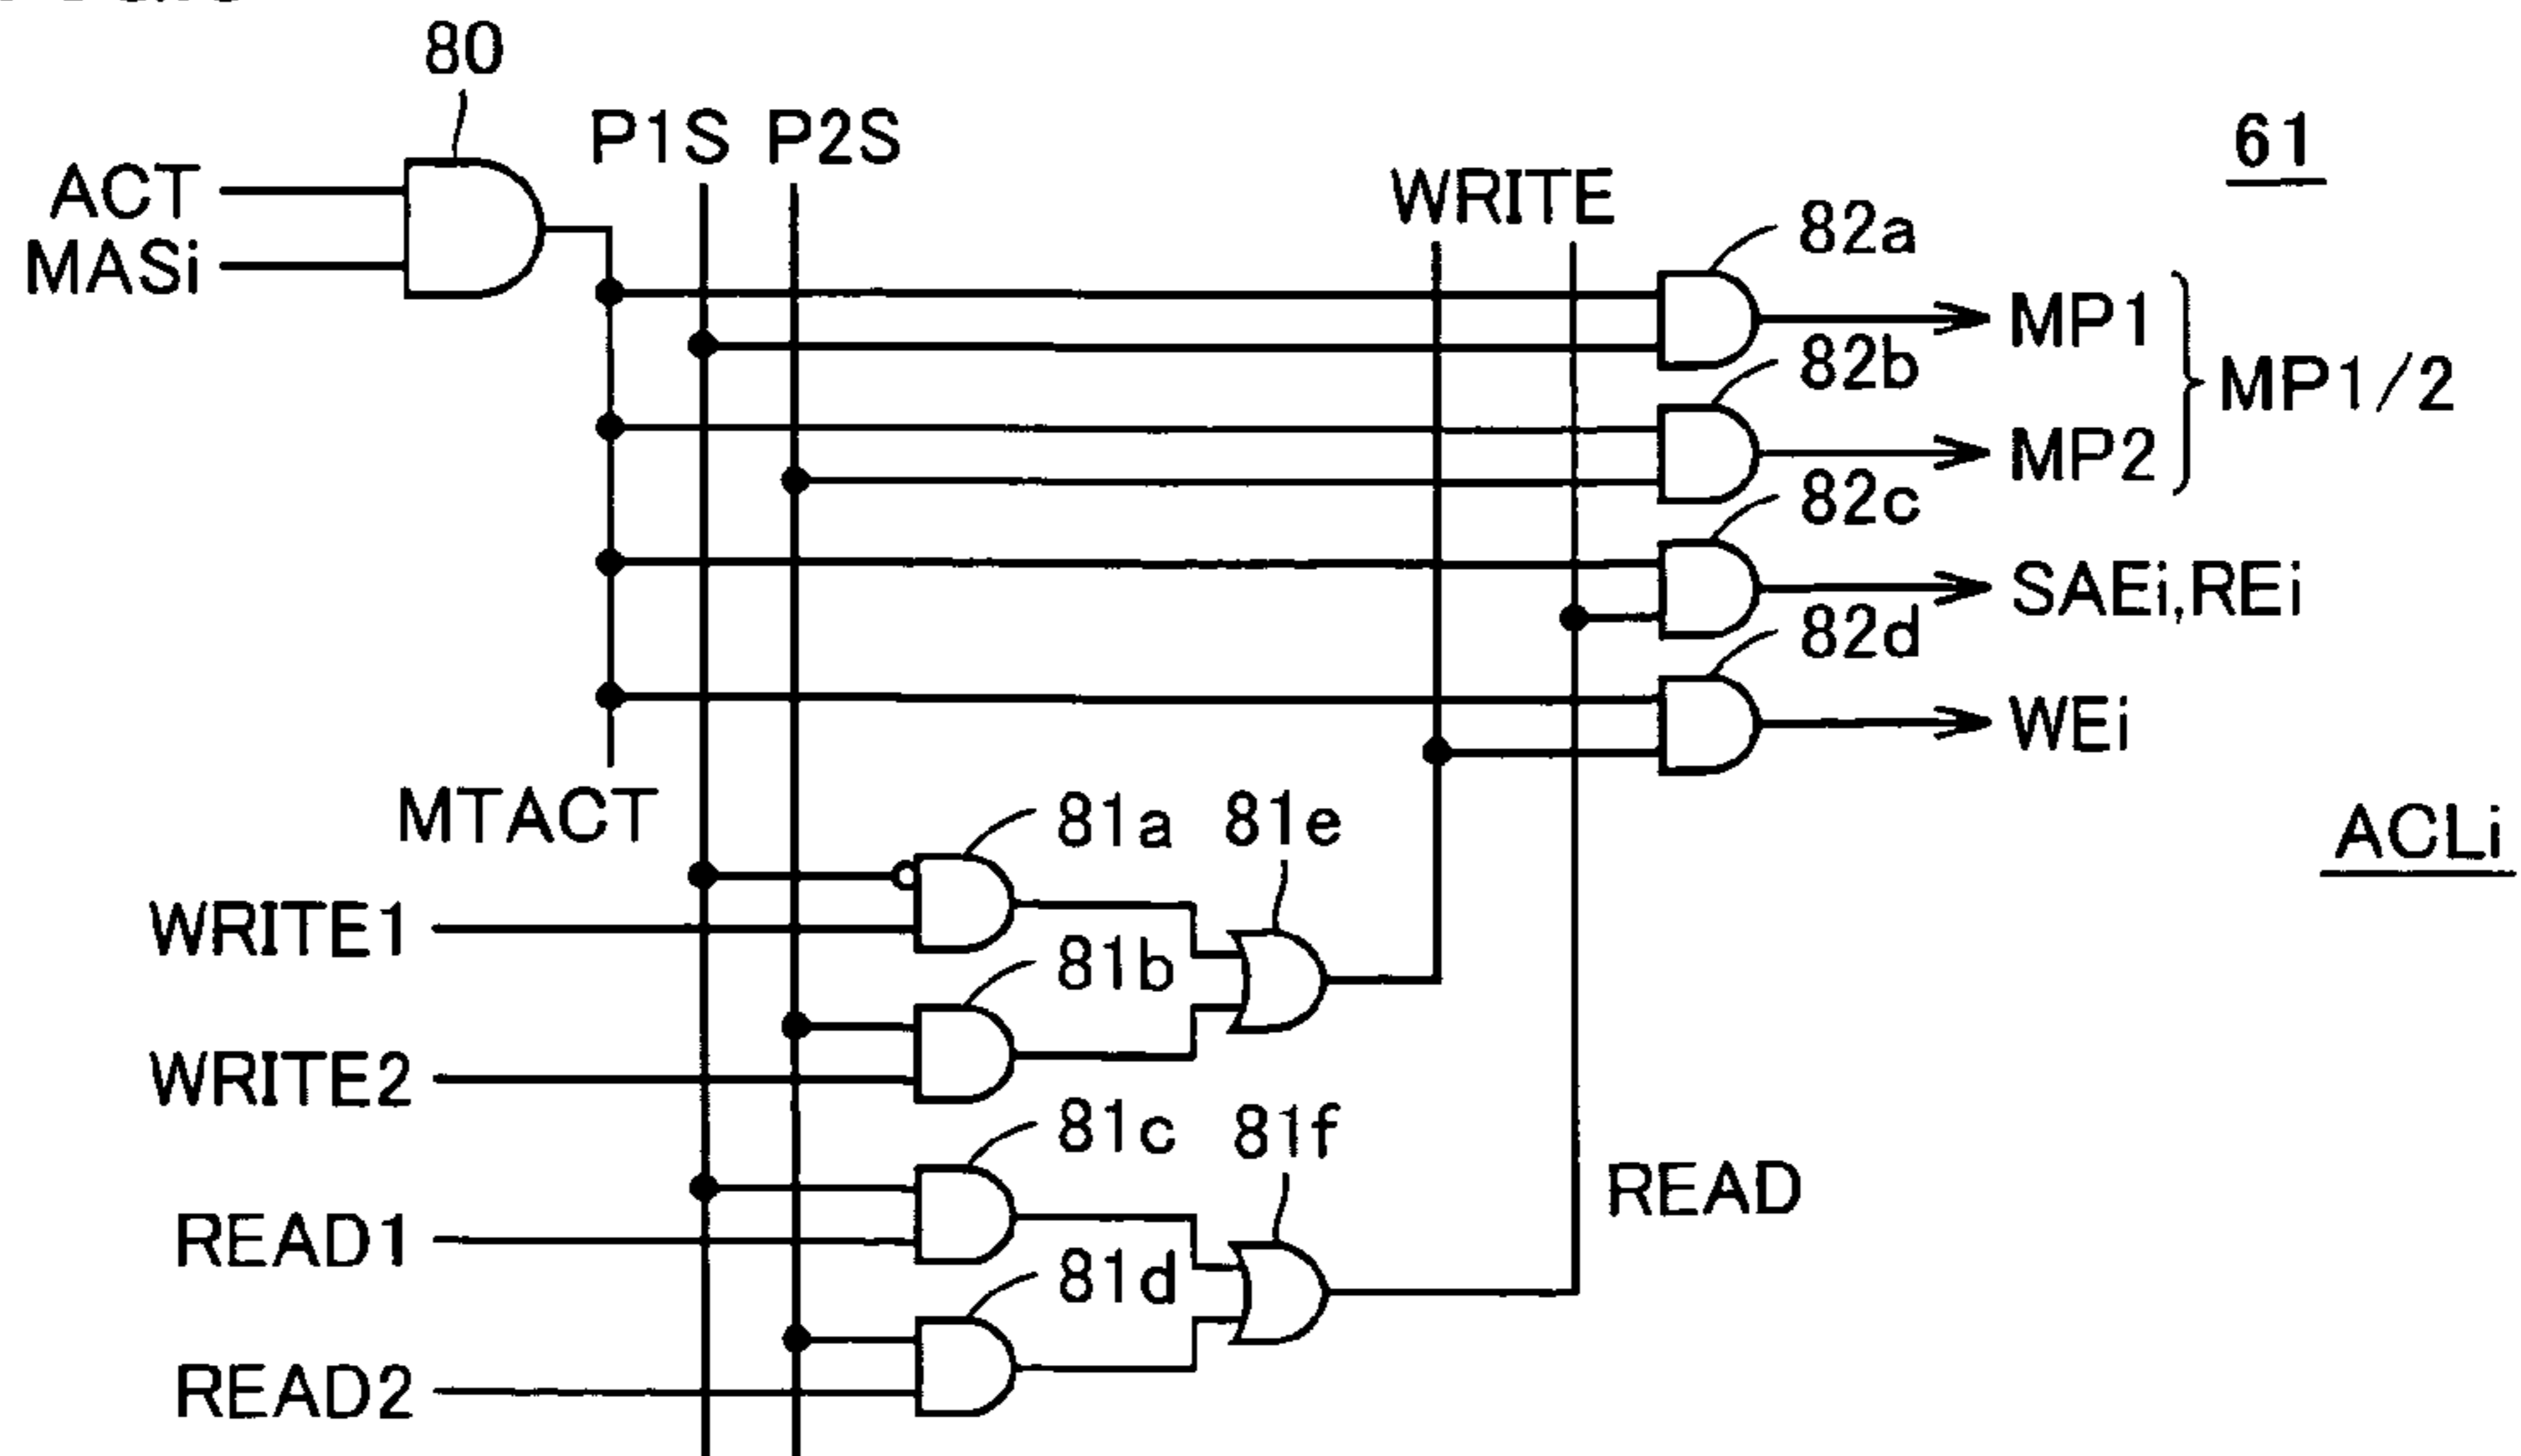 80
P1S P2S
61
ACT
WRITE
82a
MASi
MP1
82b
MP1/2
MP2
82c
SAEi,REi
82d
WEi
MTACT
81a
81e
ACLi
WRITE1
81b
WRITE2
81c
81f
READ
READ1
81d
READ2